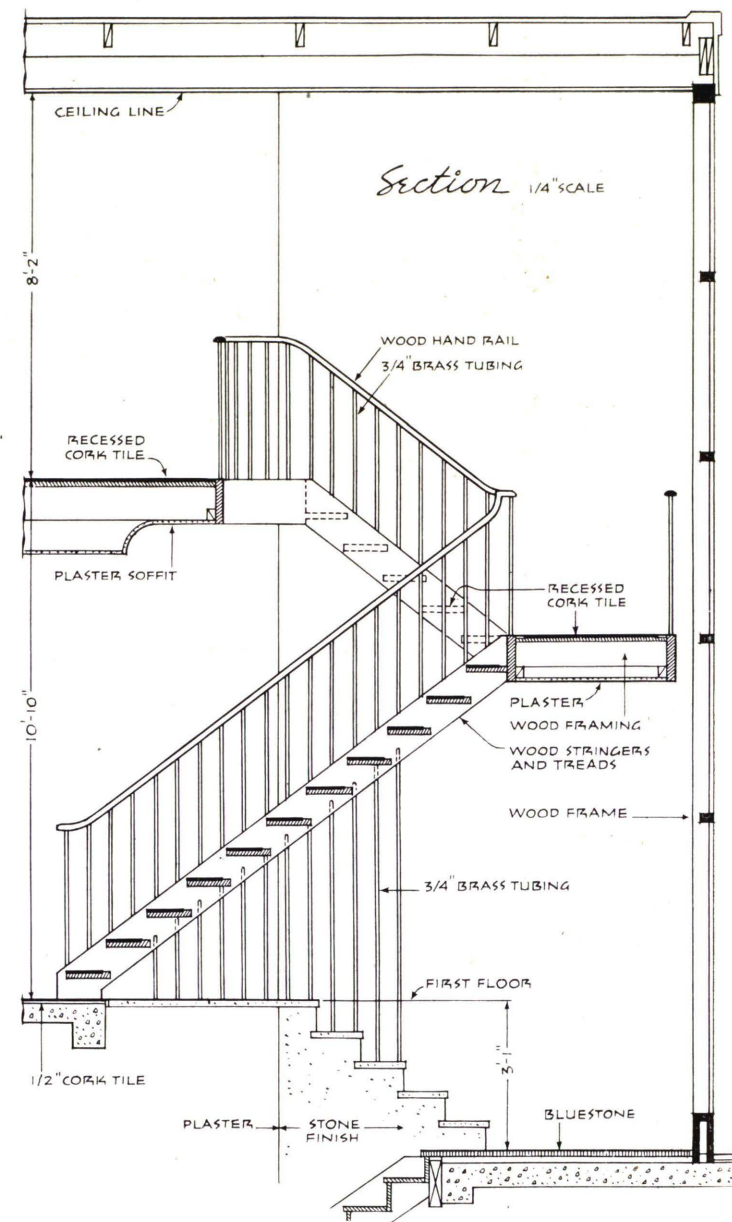 CEILING LINE
Section 1/4" SCALE
8'-2"
WOOD HAND RAIL
3/4" BRASS TUBING
RECESSED
CORK TILE
PLASTER SOFFIT
RECESSED
CORK TILE
PLASTER
WOOD FRAMING
WOOD STRINGERS
AND TREADS
10'-10"
WOOD FRAME
3/4" BRASS TUBING
FIRST FLOOR
3'-1"
1/2" CORK TILE
PLASTER
STONE
FINISH
BLUESTONE